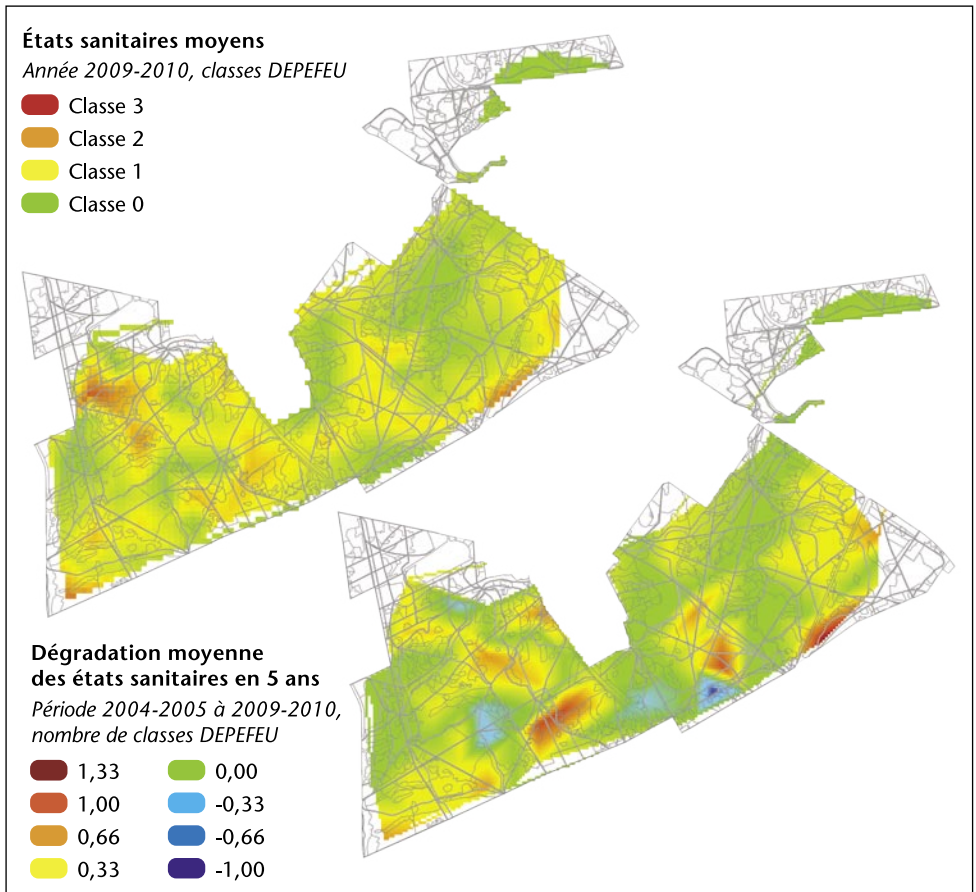 États sanitaires moyens
Année 2009-2010, classes DEPEFEU
Classe 3
Classe 2
Classe 1
Classe 0
Dégradation moyenne
des états sanitaires en 5 ans
Période 2004-2005 à 2009-2010,
nombre de classes DEPEFEU
1,33
1,00
0,66
0,33
0,00
-0,33
-0,66
-1,00